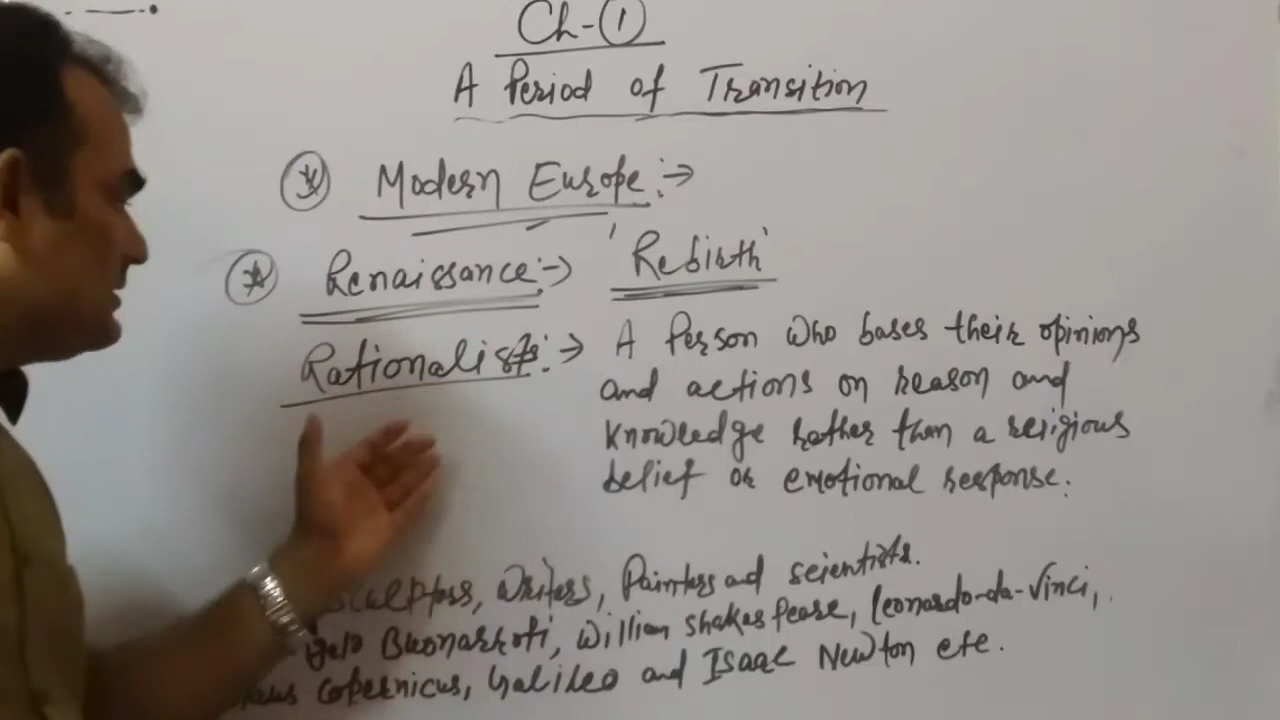 Ch-①
A Period of Transition
Modern Europe:→
Renaissance:→ 'Rebirth'
Rationalists:→ A Person who bases their opinions
and actions on reason and
knowledge rather than a religious
belief or emotional response.
Writers, Painters and scientists.
Buonarroti, William Shakespeare, Leonardo-da-Vinci,
Copernicus, Galileo and Isaac Newton etc.